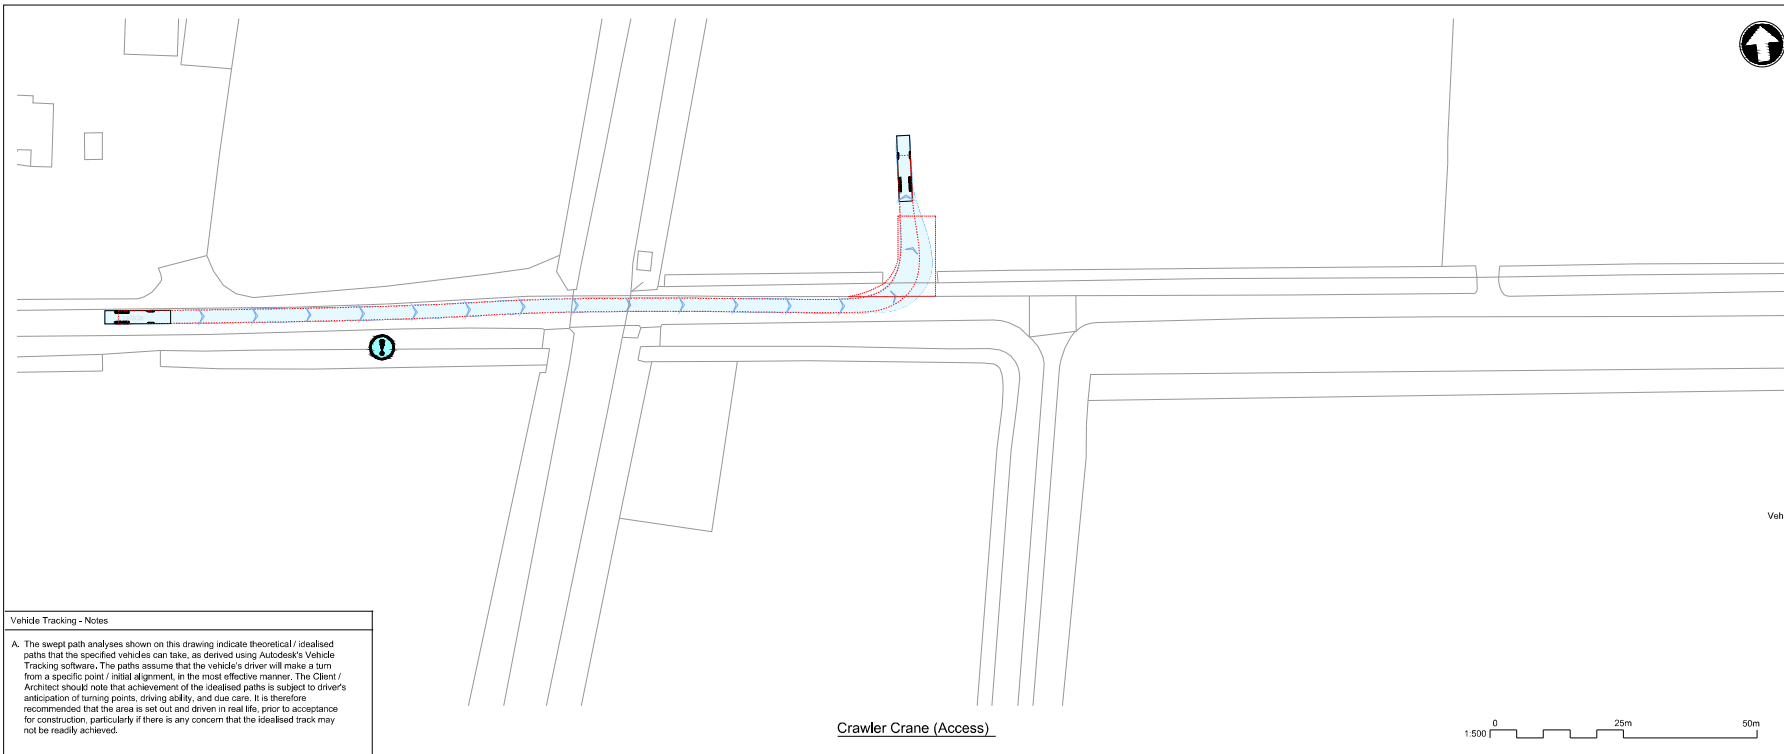 Veh
Vehicle Tracking - Notes
A. The swept path analyses shown on this drawing indicate theoretical / idealised
paths that the specified vehicles can take, as derived using Autodesk's Vehicle
Tracking software. The paths assume that the vehicle's driver will make a turn
from a specific point / initial alignment, in the most effective manner. The Client /
Architect should note that achievement of the idealised paths is subject to driver's
anticipation of turning points, driving ability, and due care. It is therefore
recommended that the area is set out and driven in real life, prior to acceptance
for construction, particularly if there is any concern that the idealised track may
not be readily achieved.
Crawler Crane (Access)
1:500 0 25m 50m